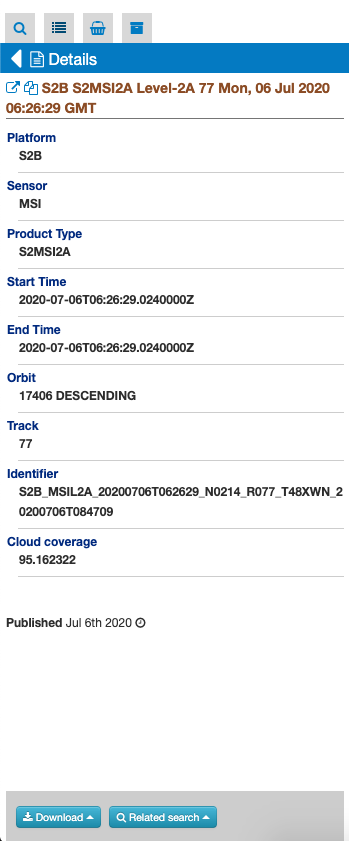 Details
S2B S2MSI2A Level-2A 77 Mon, 06 Jul 2020
06:26:29 GMT
Platform
S2B
Sensor
MSI
Product Type
S2MSI2A
Start Time
2020-07-06T06:26:29.0240000Z
End Time
2020-07-06T06:26:29.0240000Z
Orbit
17406 DESCENDING
Track
77
Identifier
S2B_MSIL2A_20200706T062629_N0214_R077_T48XWN_2
0200706T084709
Cloud coverage
95.162322
Published Jul 6th 2020
Download
Related search